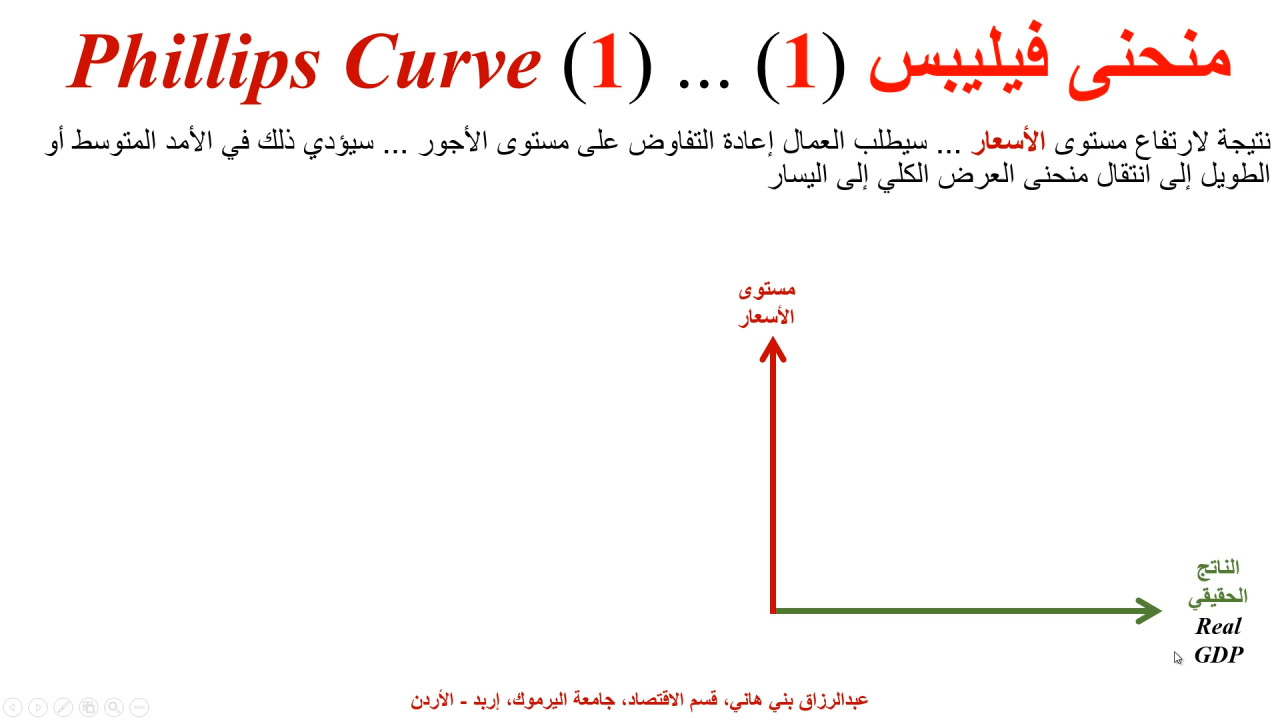 منحنى فيليبس (1) ... (1) Phillips Curve
نتيجة لارتفاع مستوى الأسعار ... سيطلب العمال إعادة التفاوض على مستوى الأجور ... سيؤدي ذلك في الأمد المتوسط أو
الطويل إلى انتقال منحنى العرض الكلي إلى اليسار
مستوى
الأسعار
الناتج
الحقيقي
Real
GDP
عبدالرزاق بني هاني، قسم الاقتصاد، جامعة اليرموك، إربد - الأردن